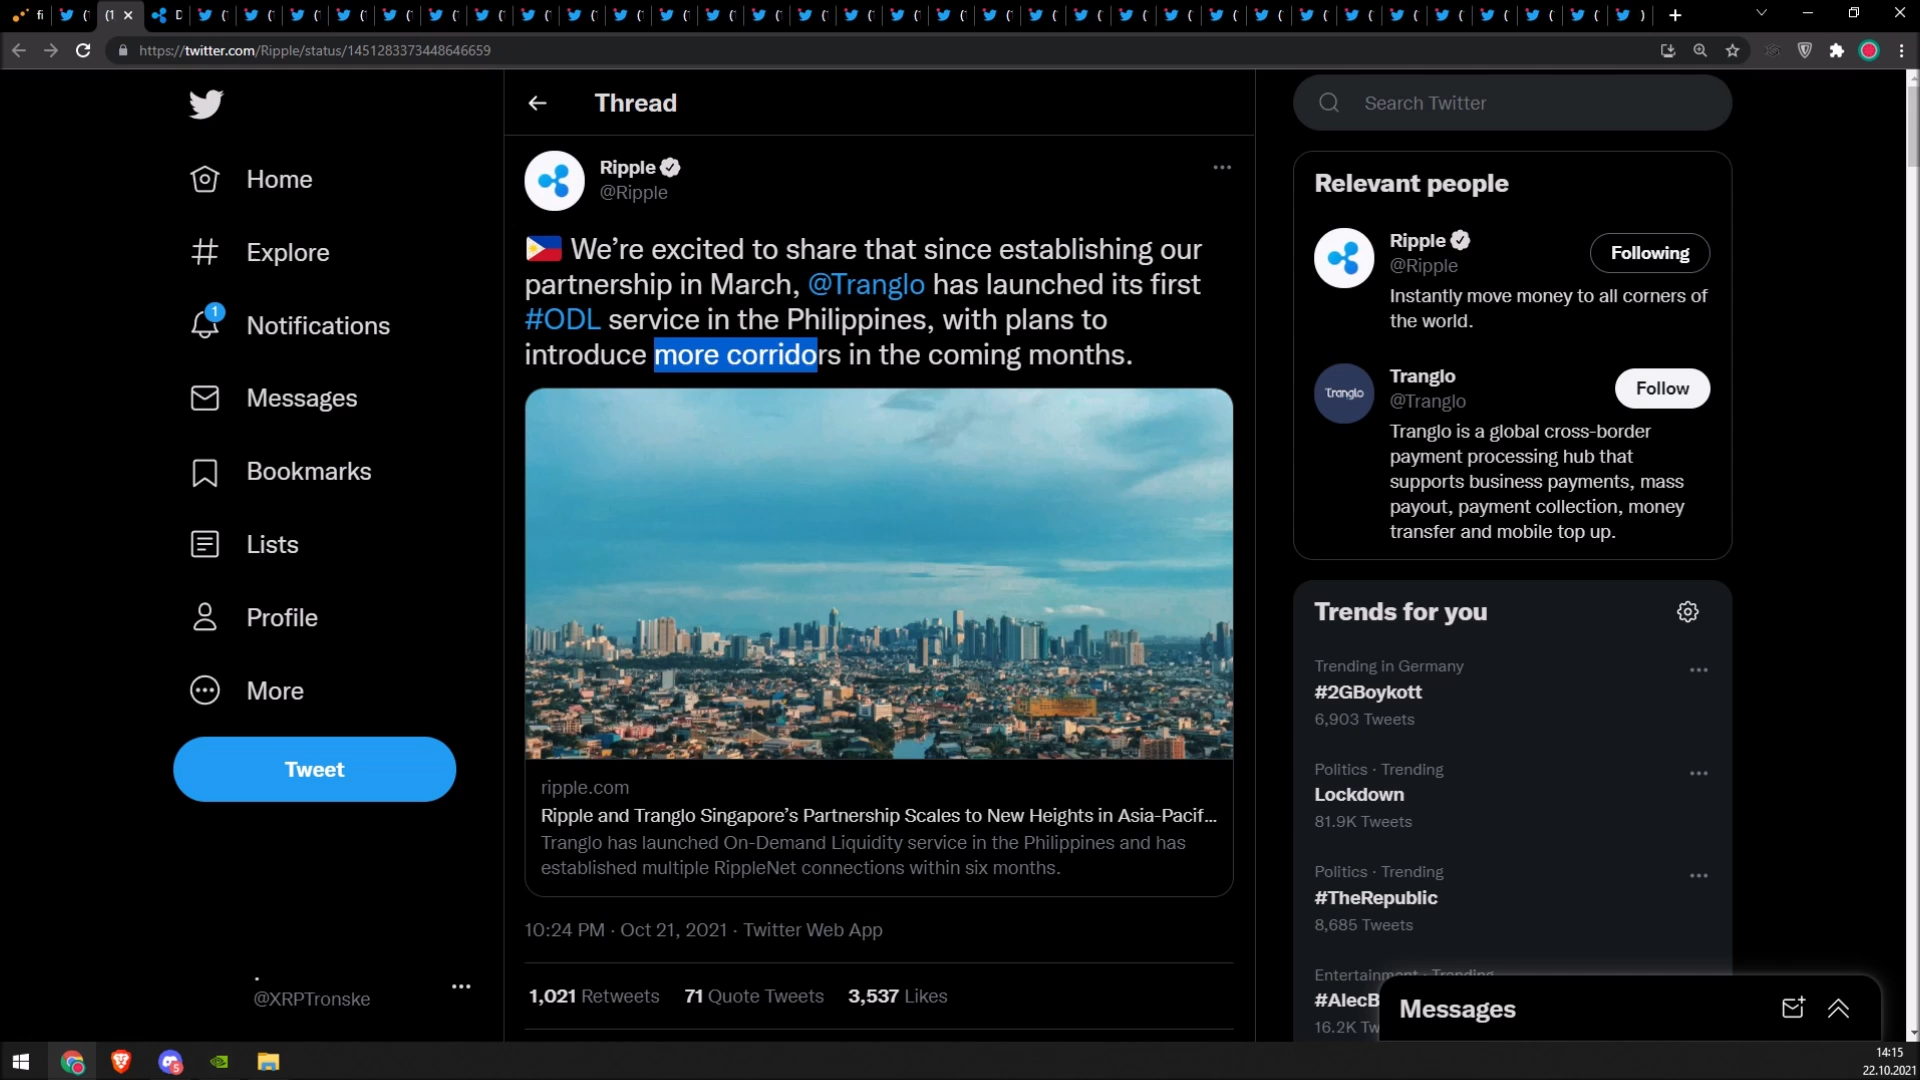 https://twitter.com/Ripple/status/1451283373448646659
Thread
Search Twitter
Home
Explore
1
Notifications
Messages
Bookmarks
Lists
Profile
More
Tweet
@XRPTronske
Ripple
@Ripple
We’re excited to share that since establishing our
partnership in March, @Tranglo has launched its first
#ODL service in the Philippines, with plans to
introduce more corridors in the coming months.
ripple.com
Ripple and Tranglo Singapore’s Partnership Scales to New Heights in Asia-Pacif...
Tranglo has launched On-Demand Liquidity service in the Philippines and has
established multiple RippleNet connections within six months.
10:24 PM · Oct 21, 2021 · Twitter Web App
1,021 Retweets 71 Quote Tweets 3,537 Likes
Relevant people
Ripple
@Ripple
Following
Instantly move money to all corners of
the world.
Tranglo
Tranglo
@Tranglo
Follow
Tranglo is a global cross-border
payment processing hub that
supports business payments, mass
payout, payment collection, money
transfer and mobile top up.
Trends for you
Trending in Germany
#2GBoykott
6,903 Tweets
Politics · Trending
Lockdown
81.9K Tweets
Politics · Trending
#TheRepublic
8,685 Tweets
Entertainment · Trending
#AlecB
16.2K Tw
Messages
14:15
22.10.2021